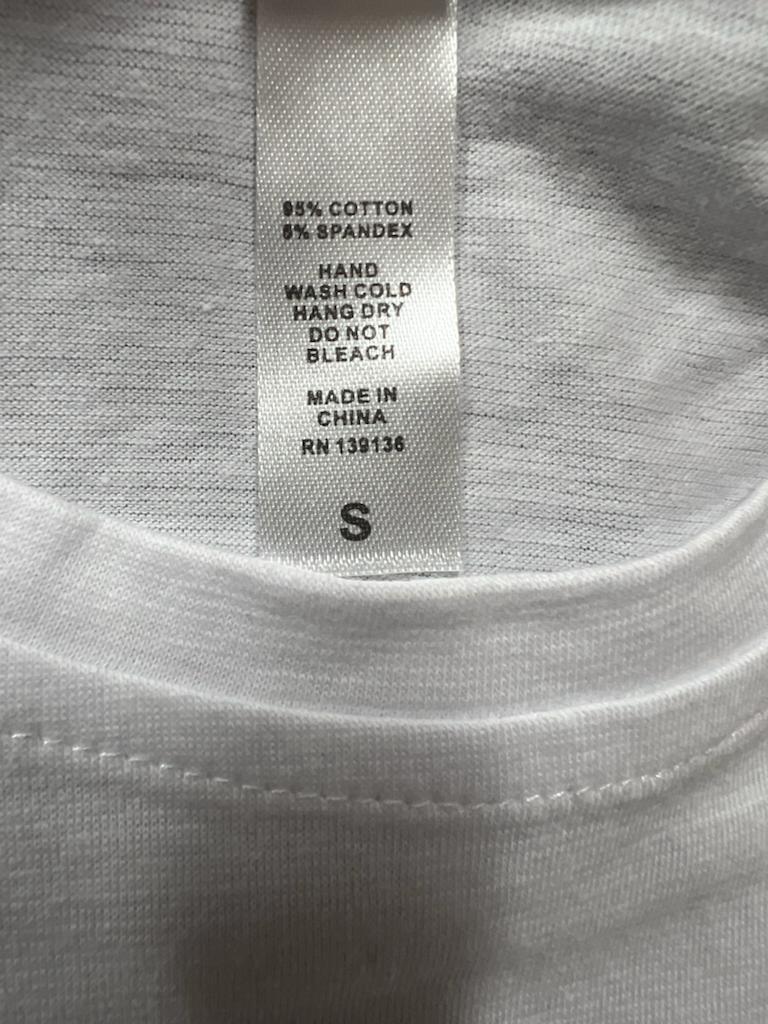 95% COTTON
5% SPANDEX
HAND
WASH COLD
HANG DRY
DO NOT
BLEACH
MADE IN
CHINA
RN 139136
S